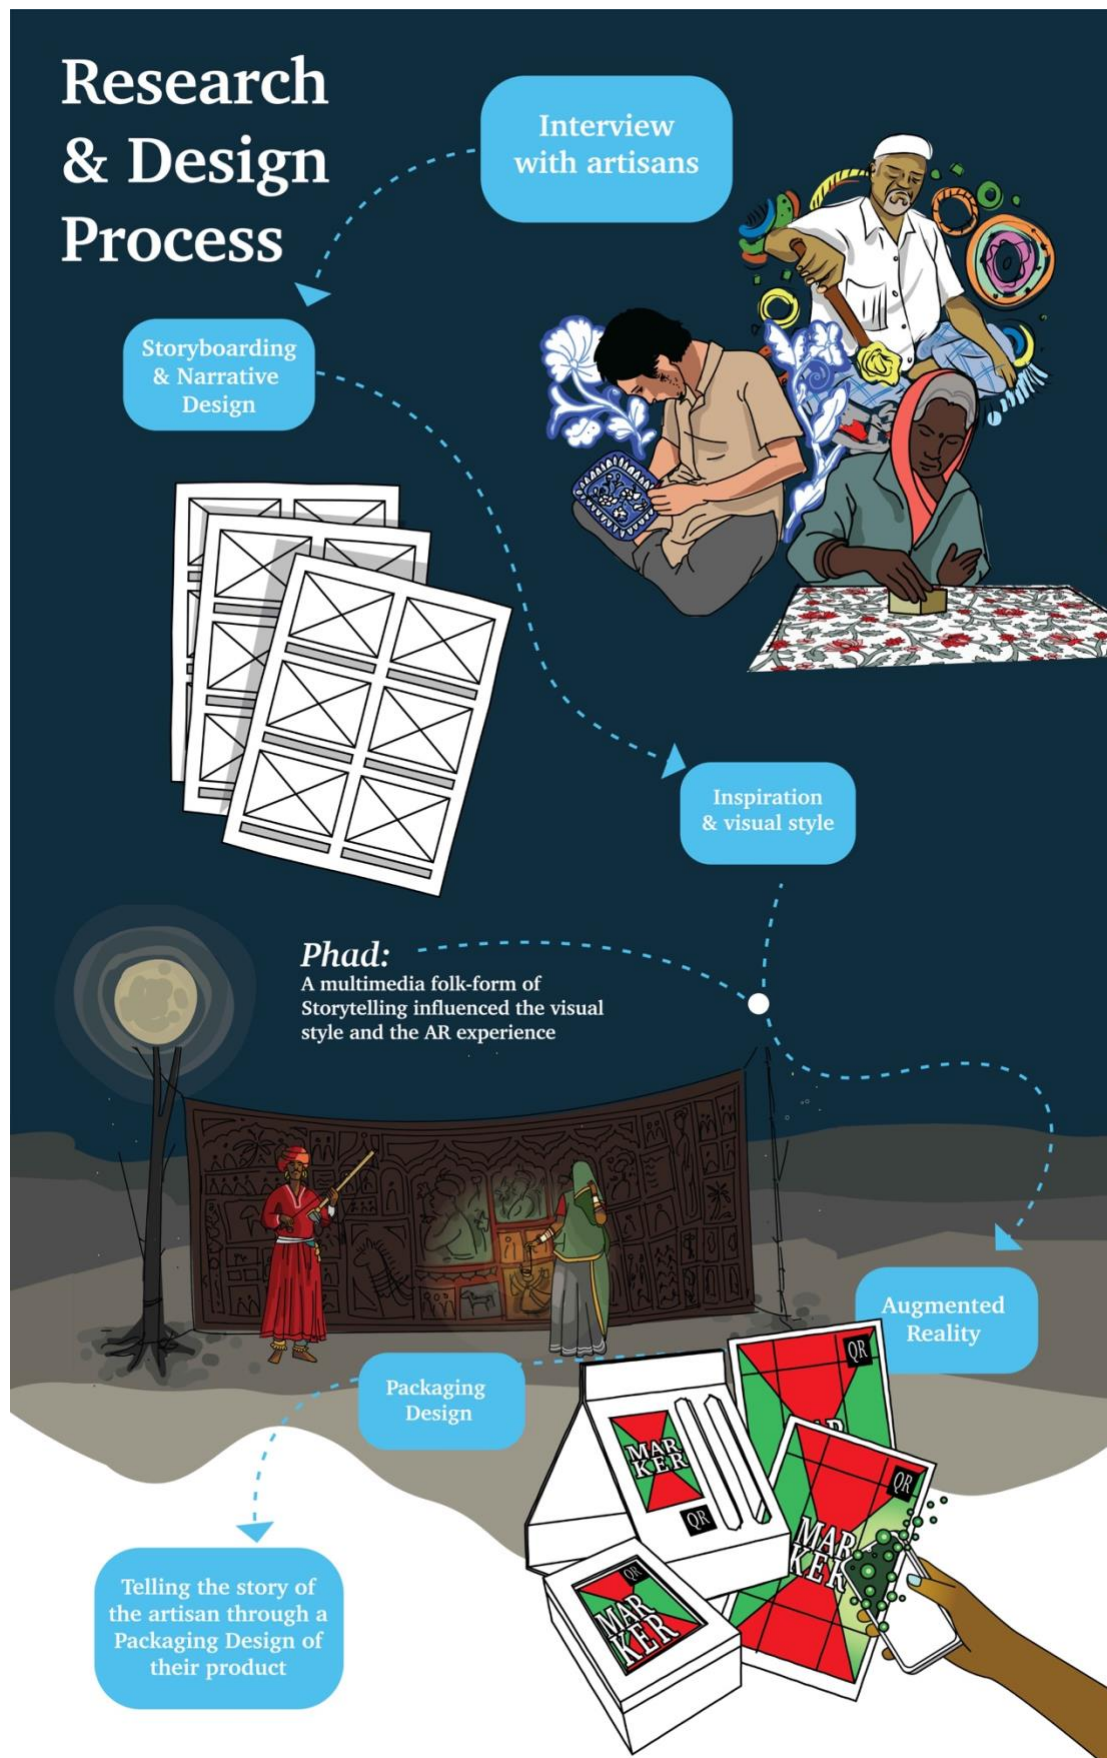 Research
& Design
Process
Interview
with artisans
Storyboarding
& Narrative
Design
Inspiration
& visual style
Phad:
A multimedia folk-form of
Storytelling influenced the visual
style and the AR experience
Augmented
Reality
Packaging
Design
QR
MAR
KER
QR
QR
MAR
KER
QR
MAR
KER
Telling the story of
the artisan through a
Packaging Design of
their product